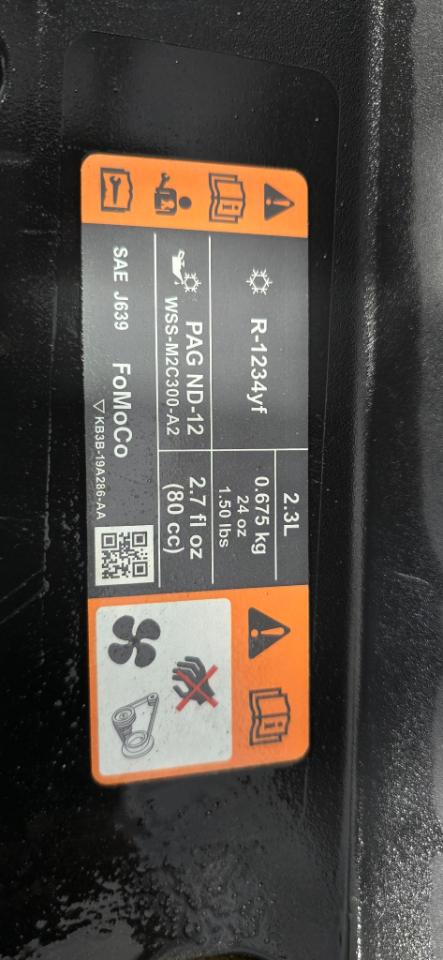 2.3L
R-1234yf
0.675 kg
24 oz
1.50 lbs
PAG ND-12
WSS-M2C300-A2
2.7 fl oz
(80 cc)
SAE J639 FoMoCo
KB3B-19A286-AA